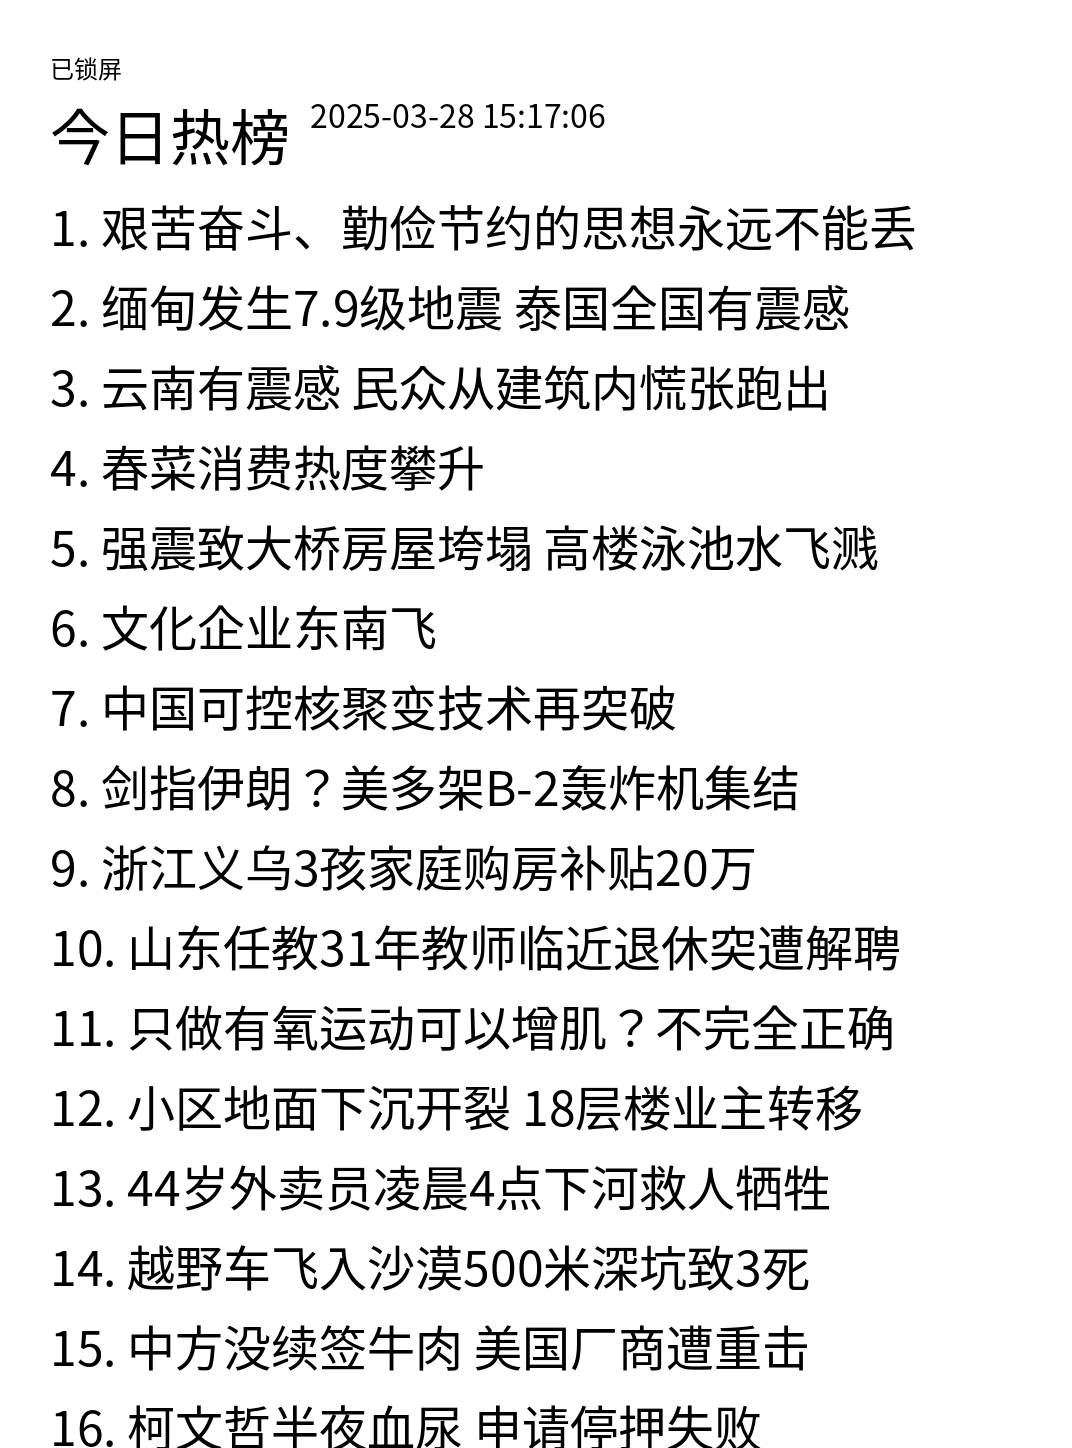 已锁屏
今日热榜 2025-03-28 15:17:06
1. 艰苦奋斗、勤俭节约的思想永远不能丢
2. 缅甸发生7.9级地震 泰国全国有震感
3. 云南有震感 民众从建筑内慌张跑出
4. 春菜消费热度攀升
5. 强震致大桥房屋垮塌 高楼泳池水飞溅
6. 文化企业东南飞
7. 中国可控核聚变技术再突破
8. 剑指伊朗？美多架B-2轰炸机集结
9. 浙江义乌3孩家庭购房补贴20万
10. 山东任教31年教师临近退休突遭解聘
11. 只做有氧运动可以增肌？不完全正确
12. 小区地面下沉开裂 18层楼业主转移
13. 44岁外卖员凌晨4点下河救人牺牲
14. 越野车飞入沙漠500米深坑致3死
15. 中方没续签牛肉 美国厂商遭重击
16. 柯文哲半夜血尿 申请停押失败